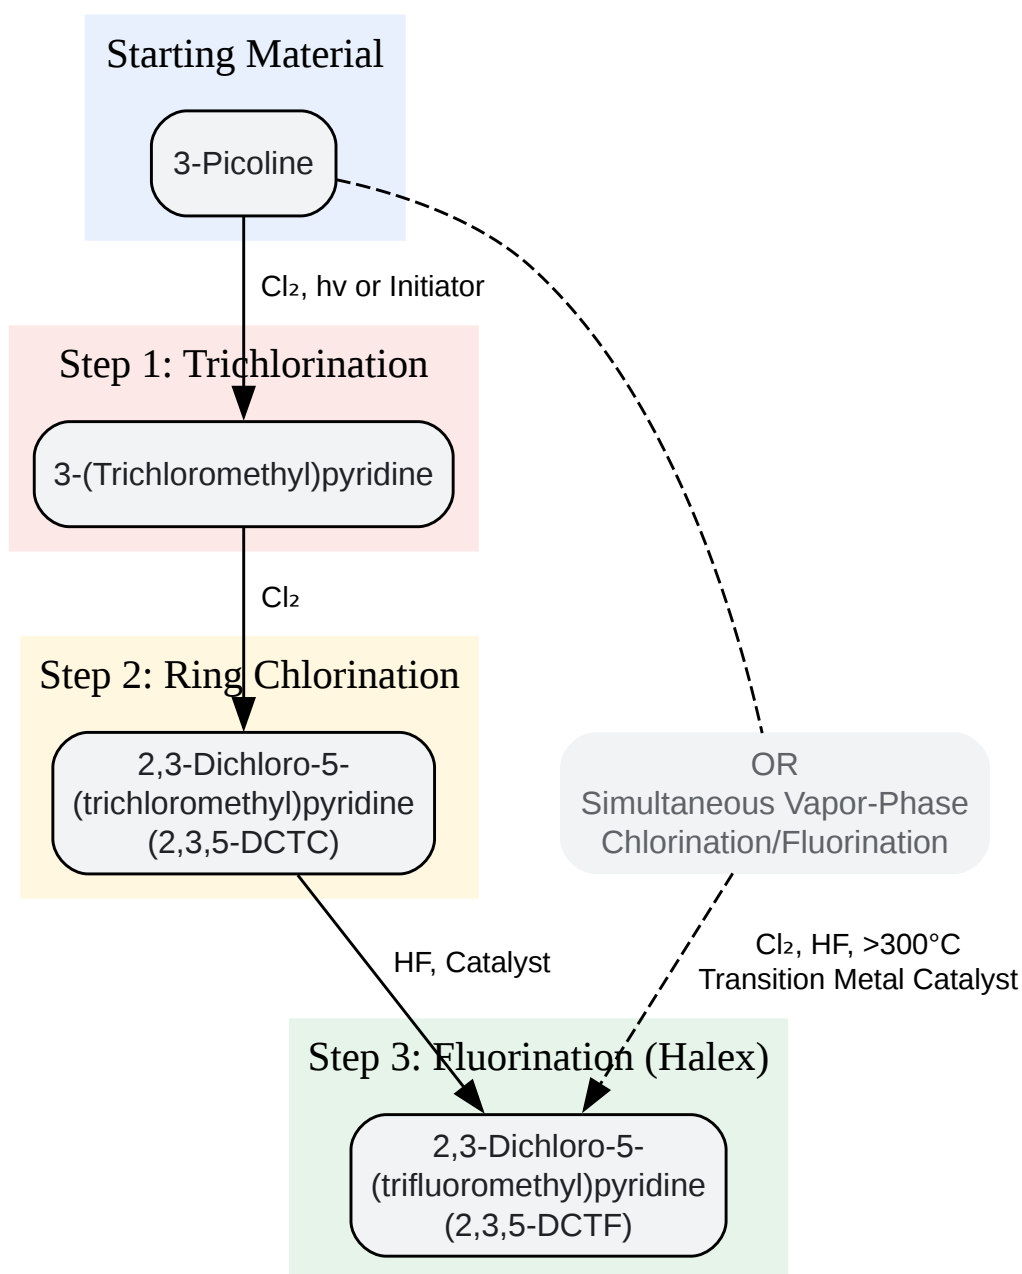 Starting Material
3-Picoline
Cl₂, hv or Initiator
Step 1: Trichlorination
3-(Trichloromethyl)pyridine
Cl₂
Step 2: Ring Chlorination
2,3-Dichloro-5-
(trichloromethyl)pyridine
(2,3,5-DCTC)
OR
Simultaneous Vapor-Phase
Chlorination/Fluorination
HF, Catalyst
Cl₂, HF, >300°C
Transition Metal Catalyst
Step 3: Fluorination (Halex)
2,3-Dichloro-5-
(trifluoromethyl)pyridine
(2,3,5-DCTF)